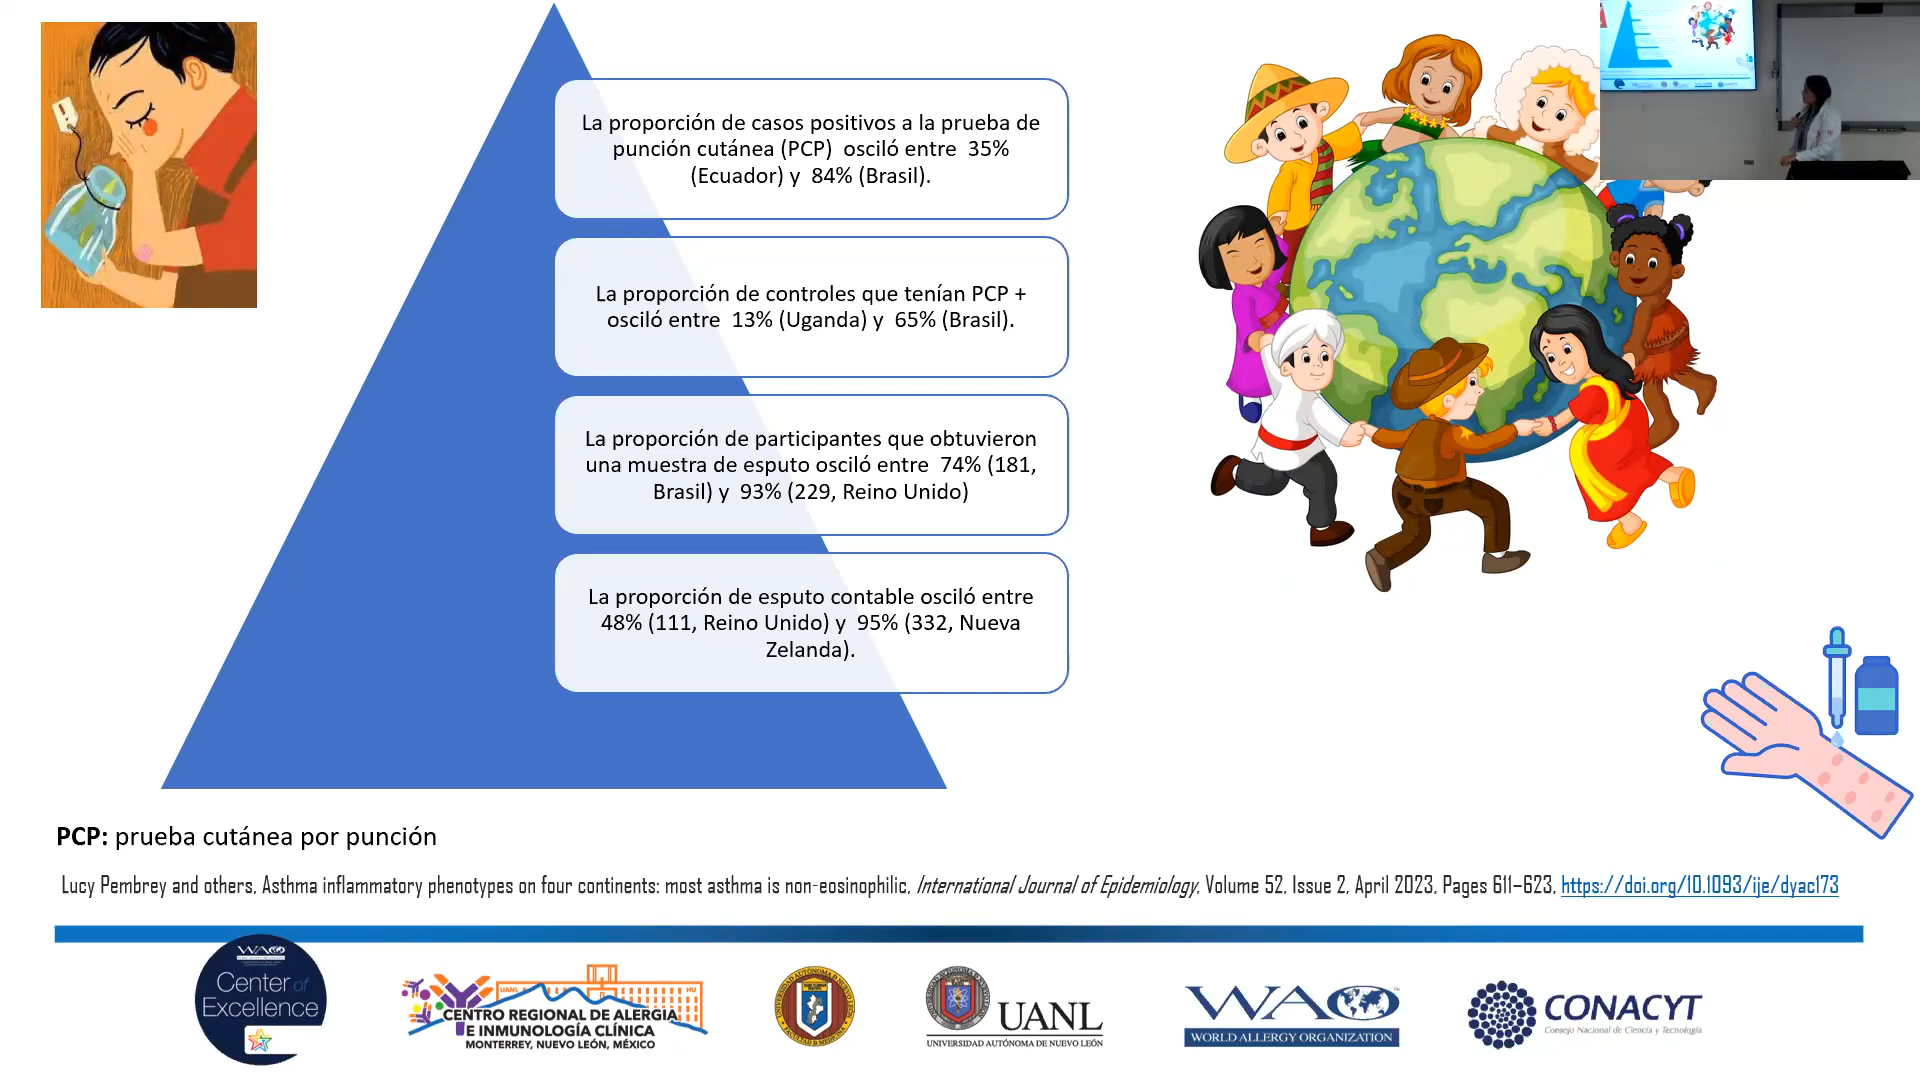 La proporción de casos positivos a la prueba de
punción cutánea (PCP) osciló entre 35%
(Ecuador) y 84% (Brasil).
La proporción de controles que tenían PCP +
osciló entre 13% (Uganda) y 65% (Brasil).
La proporción de participantes que obtuvieron
una muestra de esputo osciló entre 74% (181,
Brasil) y 93% (229, Reino Unido)
La proporción de esputo contable osciló entre
48% (111, Reino Unido) y 95% (332, Nueva
Zelanda).
PCP: prueba cutánea por punción
Lucy Pembrey and others, Asthma inflammatory phenotypes on four continents: most asthma is non-eosinophilic, International Journal of Epidemiology, Volume 52, Issue 2, April 2023, Pages 611–623, https://doi.org/10.1093/ije/dyac173
WAO
Center of
Excellence
UANL HU
CENTRO REGIONAL DE ALERGIA
E INMUNOLOGÍA CLÍNICA
MONTERREY, NUEVO LEÓN, MÉXICO
UANL
UNIVERSIDAD AUTÓNOMA DE NUEVO LEÓN
WAO
WORLD ALLERGY ORGANIZATION
CONACYT
Consejo Nacional de Ciencia y Tecnología